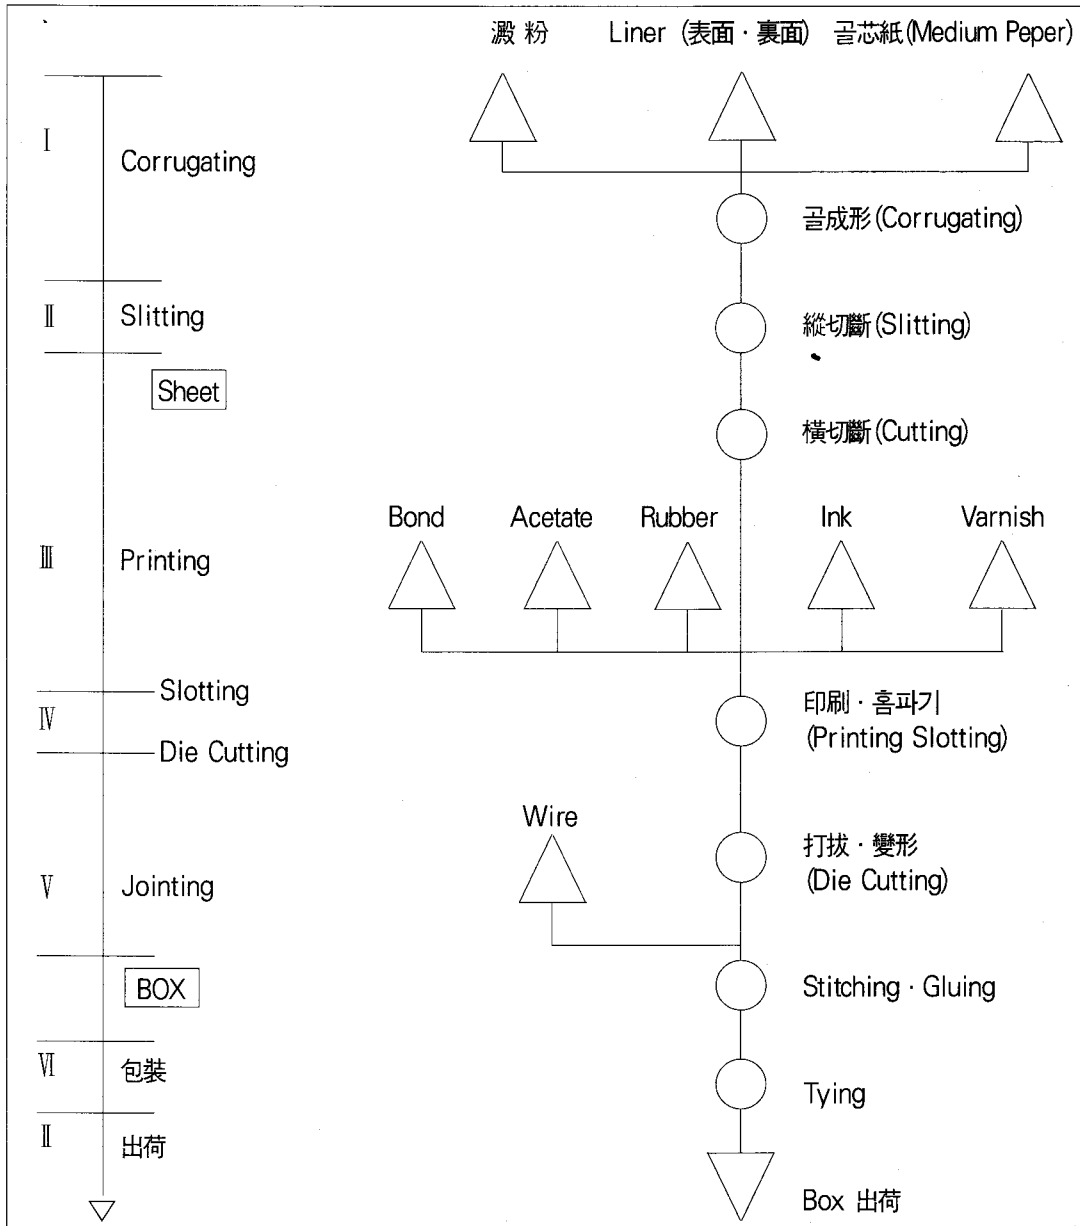 澱粉 Liner (表面·裏面) 골芯紙(Medium Peper)
Ⅰ
Corrugating
골成形(Corrugating)
Ⅱ Slitting
縱切斷(Slitting)
Sheet
橫切斷(Cutting)
Bond Acetate Rubber Ink Varnish
Ⅲ Printing
Slotting
Ⅳ
印刷·홈파기
(Printing Slotting)
Die Cutting
Wire
打拔·變形
(Die Cutting)
Ⅴ Jointing
BOX
Stitching·Gluing
Ⅵ 包裝
Tying
Ⅱ 出荷
Box 出荷